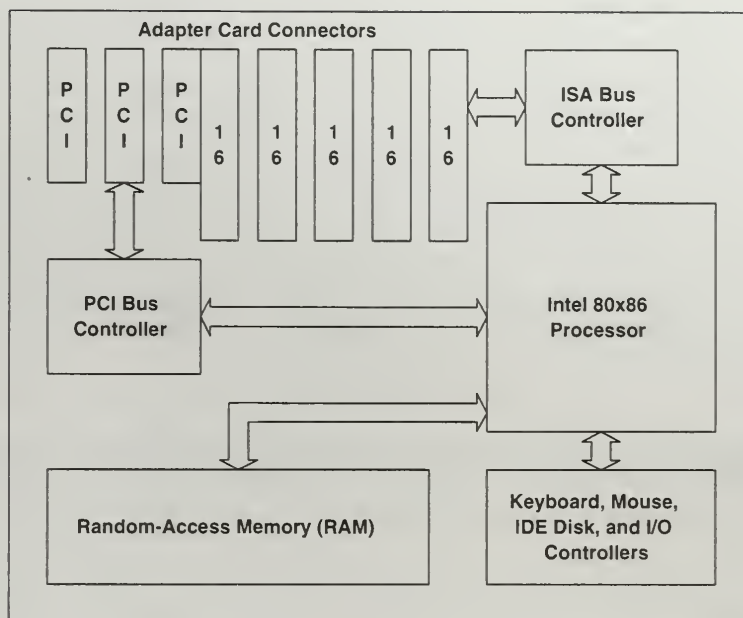 Adapter Card Connectors
P
C
I
P
C
I
P
C
I
1
6
1
6
1
6
1
6
1
6
ISA Bus
Controller
PCI Bus
Controller
Intel 80x86
Processor
Random-Access Memory (RAM)
Keyboard, Mouse,
IDE Disk, and I/O
Controllers